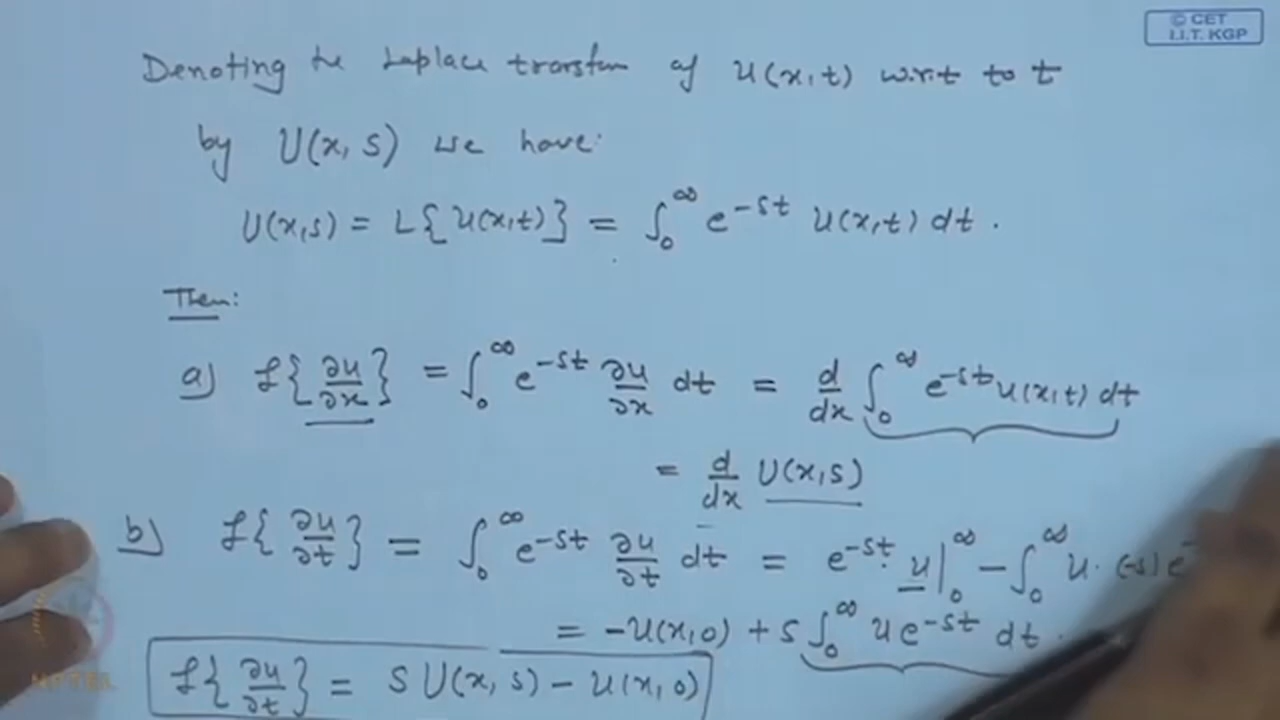 © CET
I.I.T. KGP
Denoting the Laplace transform of u(x,t) w.r.t to t
by U(x,s) we have:
U(x,s) = L{u(x,t)} = ∫₀^∞ e^{-st} u(x,t) dt.
Then:
a) ℒ{∂u/∂x} = ∫₀^∞ e^{-st} ∂u/∂x dt = d/dx ∫₀^∞ e^{-st} u(x,t) dt
= d/dx U(x,s)
b) ℒ{∂u/∂t} = ∫₀^∞ e^{-st} ∂u/∂t dt = e^{-st}. u|₀^∞ - ∫₀^∞ u. (-s) e^-
= -u(x,0) + s ∫₀^∞ u e^{-st} dt.
ℒ{∂u/∂t} = s U(x,s) - u(x,0)
NPTEL